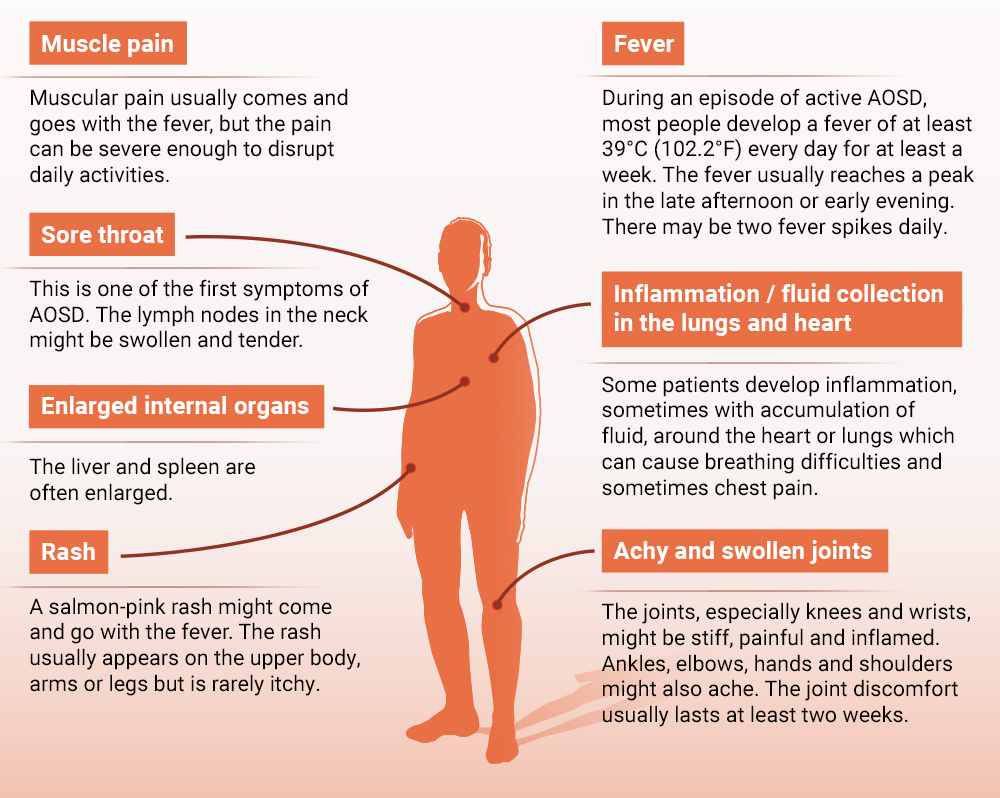 Muscle pain
Muscular pain usually comes and
goes with the fever, but the pain
can be severe enough to disrupt
daily activities.
Sore throat
This is one of the first symptoms of
AOSD. The lymph nodes in the neck
might be swollen and tender.
Enlarged internal organs
The liver and spleen are
often enlarged.
Rash
A salmon-pink rash might come
and go with the fever. The rash
usually appears on the upper body,
arms or legs but is rarely itchy.
Fever
During an episode of active AOSD,
most people develop a fever of at least
39°C (102.2°F) every day for at least a
week. The fever usually reaches a peak
in the late afternoon or early evening.
There may be two fever spikes daily.
Inflammation / fluid collection
in the lungs and heart
Some patients develop inflammation,
sometimes with accumulation of
fluid, around the heart or lungs which
can cause breathing difficulties and
sometimes chest pain.
Achy and swollen joints
The joints, especially knees and wrists,
might be stiff, painful and inflamed.
Ankles, elbows, hands and shoulders
might also ache. The joint discomfort
usually lasts at least two weeks.